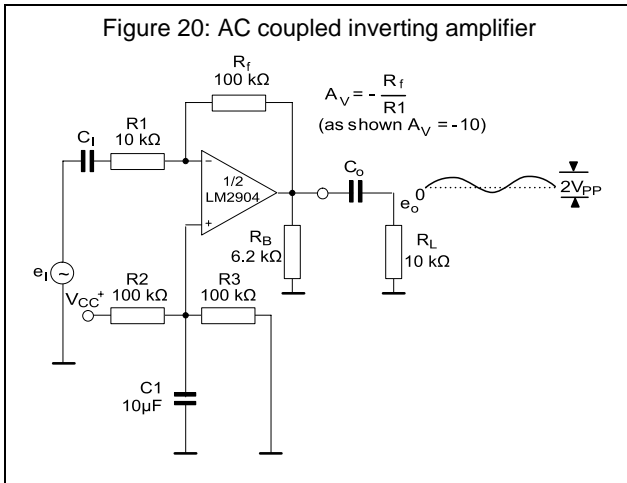 Figure 20: AC coupled inverting amplifier
Rf
100 kΩ
AV = - Rf
R1
(as shown AV = -10)
R1
10 kΩ
CI
1/2
LM2904
Co
eo
0
2VPP
RB
6.2 kΩ
RL
10 kΩ
eI
~
VCC+
R2
100 kΩ
R3
100 kΩ
C1
10µF